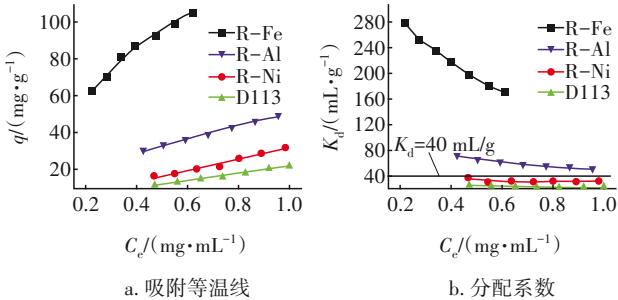 100
80
60
40
20
q/(mg·g⁻¹)
R-Fe
R-Al
R-Ni
D113
0.2 0.4 0.6 0.8 1.0
Cₑ/(mg·mL⁻¹)
a. 吸附等温线
280
240
200
160
80
60
40
20
0
K_d/(mL·g⁻¹)
R-Fe
R-Al
R-Ni
D113
K_d=40 mL/g
0.2 0.4 0.6 0.8 1.0
Cₑ/(mg·mL⁻¹)
b. 分配系数